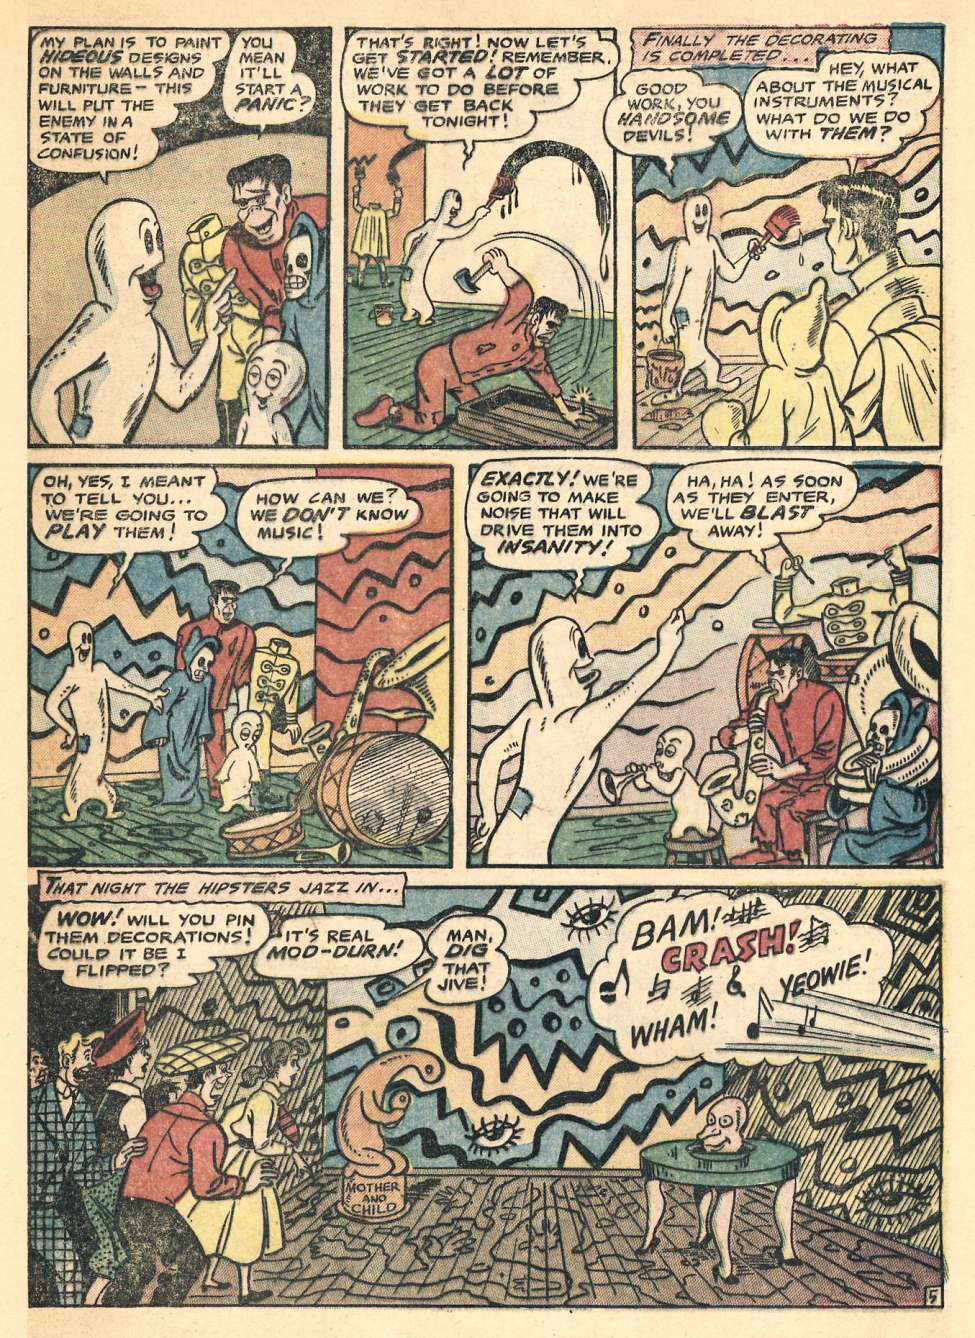 MY PLAN IS TO PAINT
HIDEOUS DESIGNS
ON THE WALLS AND
FURNITURE -- THIS
WILL PUT THE
ENEMY IN A
STATE OF
CONFUSION!
YOU
MEAN
IT'LL
START A
PANIC?
THAT'S RIGHT! NOW LET'S
GET STARTED! REMEMBER,
WE'VE GOT A LOT OF
WORK TO DO BEFORE
THEY GET BACK
TONIGHT!
FINALLY THE DECORATING
IS COMPLETED...
GOOD
WORK, YOU
HANDSOME
DEVILS!
HEY, WHAT
ABOUT THE MUSICAL
INSTRUMENTS?
WHAT DO WE DO
WITH THEM?
OH, YES, I MEANT
TO TELL YOU...
WE'RE GOING TO
PLAY THEM!
HOW CAN WE?
WE DON'T KNOW
MUSIC!
EXACTLY! WE'RE
GOING TO MAKE
NOISE THAT WILL
DRIVE THEM INTO
INSANITY!
HA, HA! AS SOON
AS THEY ENTER,
WE'LL BLAST
AWAY!
THAT NIGHT THE HIPSTERS JAZZ IN...
WOW! WILL YOU PIN
THEM DECORATIONS!
COULD IT BE I
FLIPPED?
IT'S REAL
MOD-DURN!
MAN,
DIG
THAT
JIVE!
BAM!
CRASH!
&
YEOWIE!
WHAM!
MOTHER
AND
CHILD
5